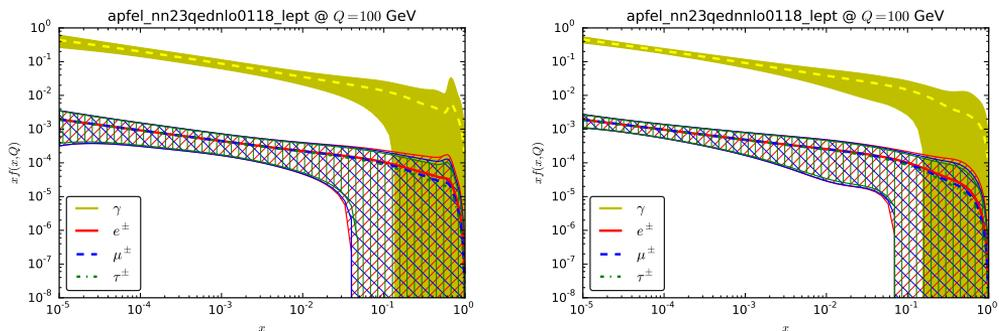 apfel_nn23qednlo0118_lept @ Q=100 GeV
10^0
10^-1
10^-2
10^-3
10^-4
10^-5
10^-6
10^-7
10^-8
xf(x,Q)
γ
e^±
μ^±
τ^±
10^-5 10^-4 10^-3 10^-2 10^-1 10^0
x
apfel_nn23qednnlo0118_lept @ Q=100 GeV
10^0
10^-1
10^-2
10^-3
10^-4
10^-5
10^-6
10^-7
10^-8
xf(x,Q)
γ
e^±
μ^±
τ^±
10^-5 10^-4 10^-3 10^-2 10^-1 10^0
x